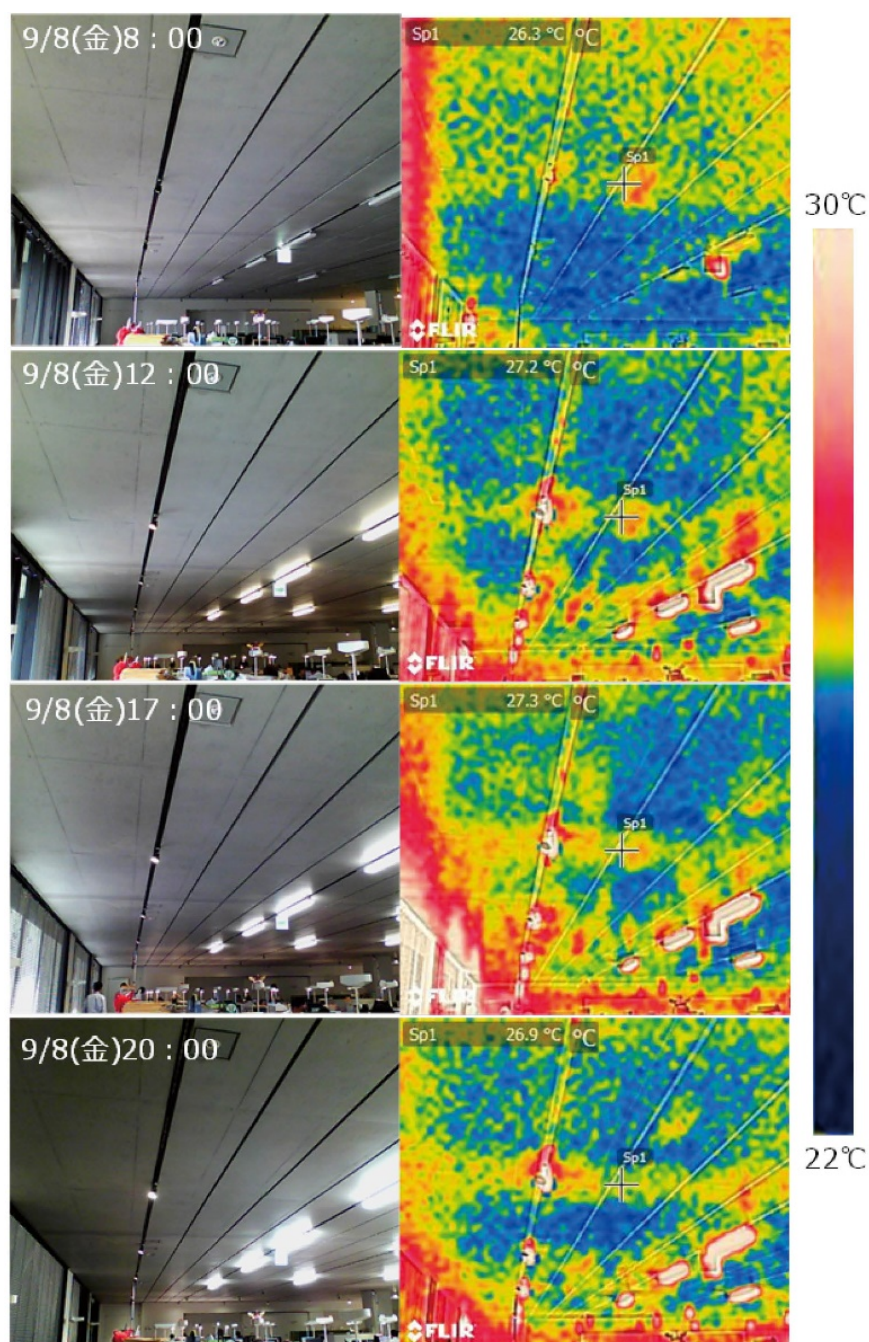 9/8(金)8：00
Sp1 26.3 °C °C
Sp1
FLIR
30℃
9/8(金)12：00
Sp1 27.2 °C °C
Sp1
FLIR
9/8(金)17：00
Sp1 27.3 °C °C
Sp1
FLIR
9/8(金)20：00
Sp1 26.9 °C °C
Sp1
FLIR
22℃